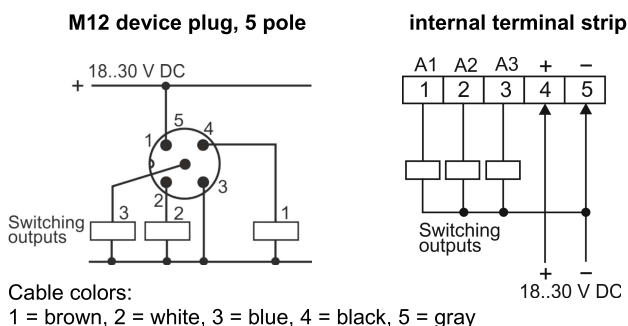 M12 device plug, 5 pole
internal terminal strip
18..30 V DC
+
5
1
4
2
3
Switching
outputs
3
2
1
A1 A2 A3 + −
1 2 3 4 5
Switching
outputs
+ −
18..30 V DC
Cable colors:
1 = brown, 2 = white, 3 = blue, 4 = black, 5 = gray